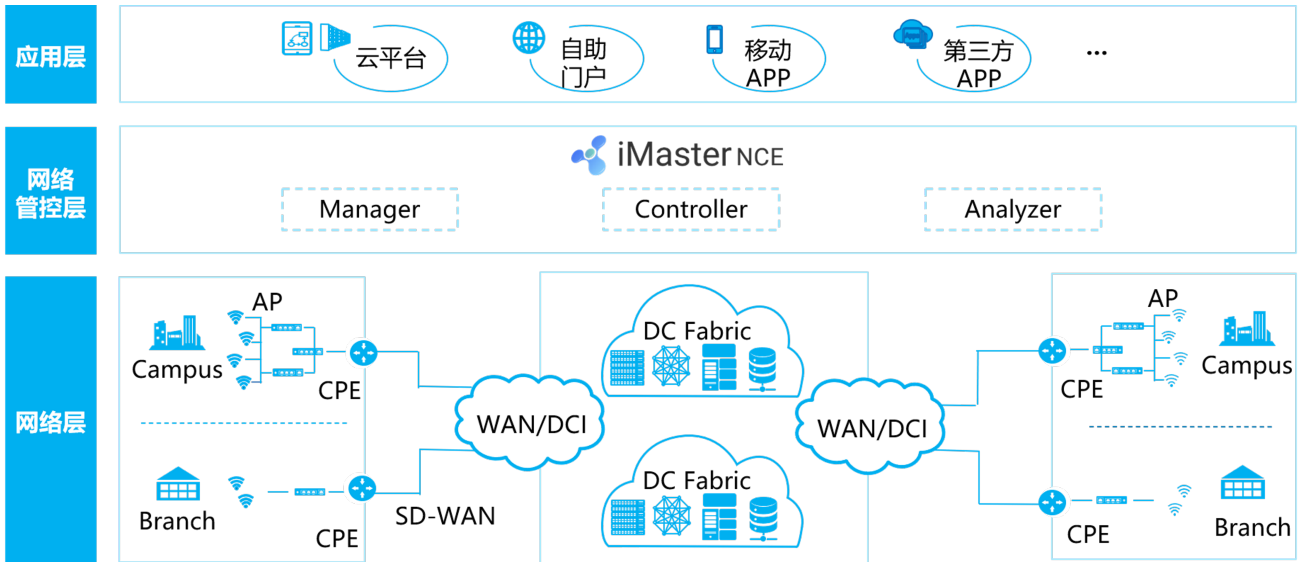 应用层
云平台
自助
门户
移动
APP
第三方
APP
...
网络
管控层
iMaster NCE
Manager
Controller
Analyzer
网络层
AP
Campus
CPE
Branch
CPE
SD-WAN
WAN/DCI
DC Fabric
DC Fabric
WAN/DCI
AP
Campus
CPE
Branch
CPE